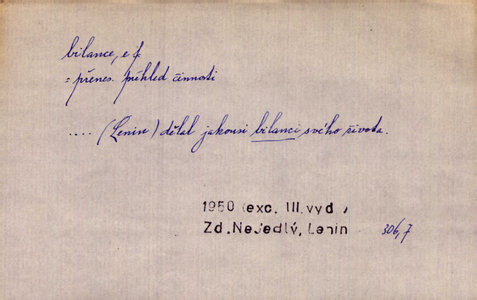 bilance, e f.
= přenes. přehled činnosti
.... (Lenin) dělal jakousi bilanci svého života.
1950 (exc. III. vyd.)
Zd. Nejedlý, Lenin 306,7